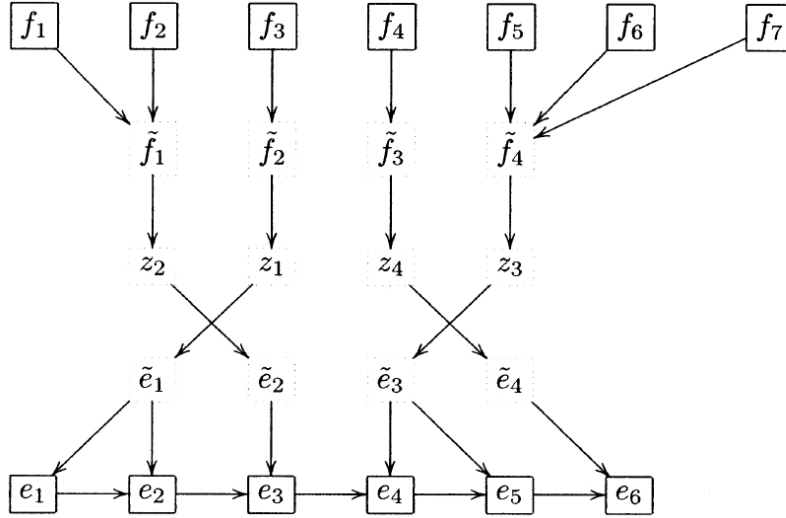 f₁ f₂ f₃ f₄ f₅ f₆ f₇
f̃₁ f̃₂ f̃₃ f̃₄
z₂ z₁ z₄ z₃
ẽ₁ ẽ₂ ẽ₃ ẽ₄
e₁ e₂ e₃ e₄ e₅ e₆